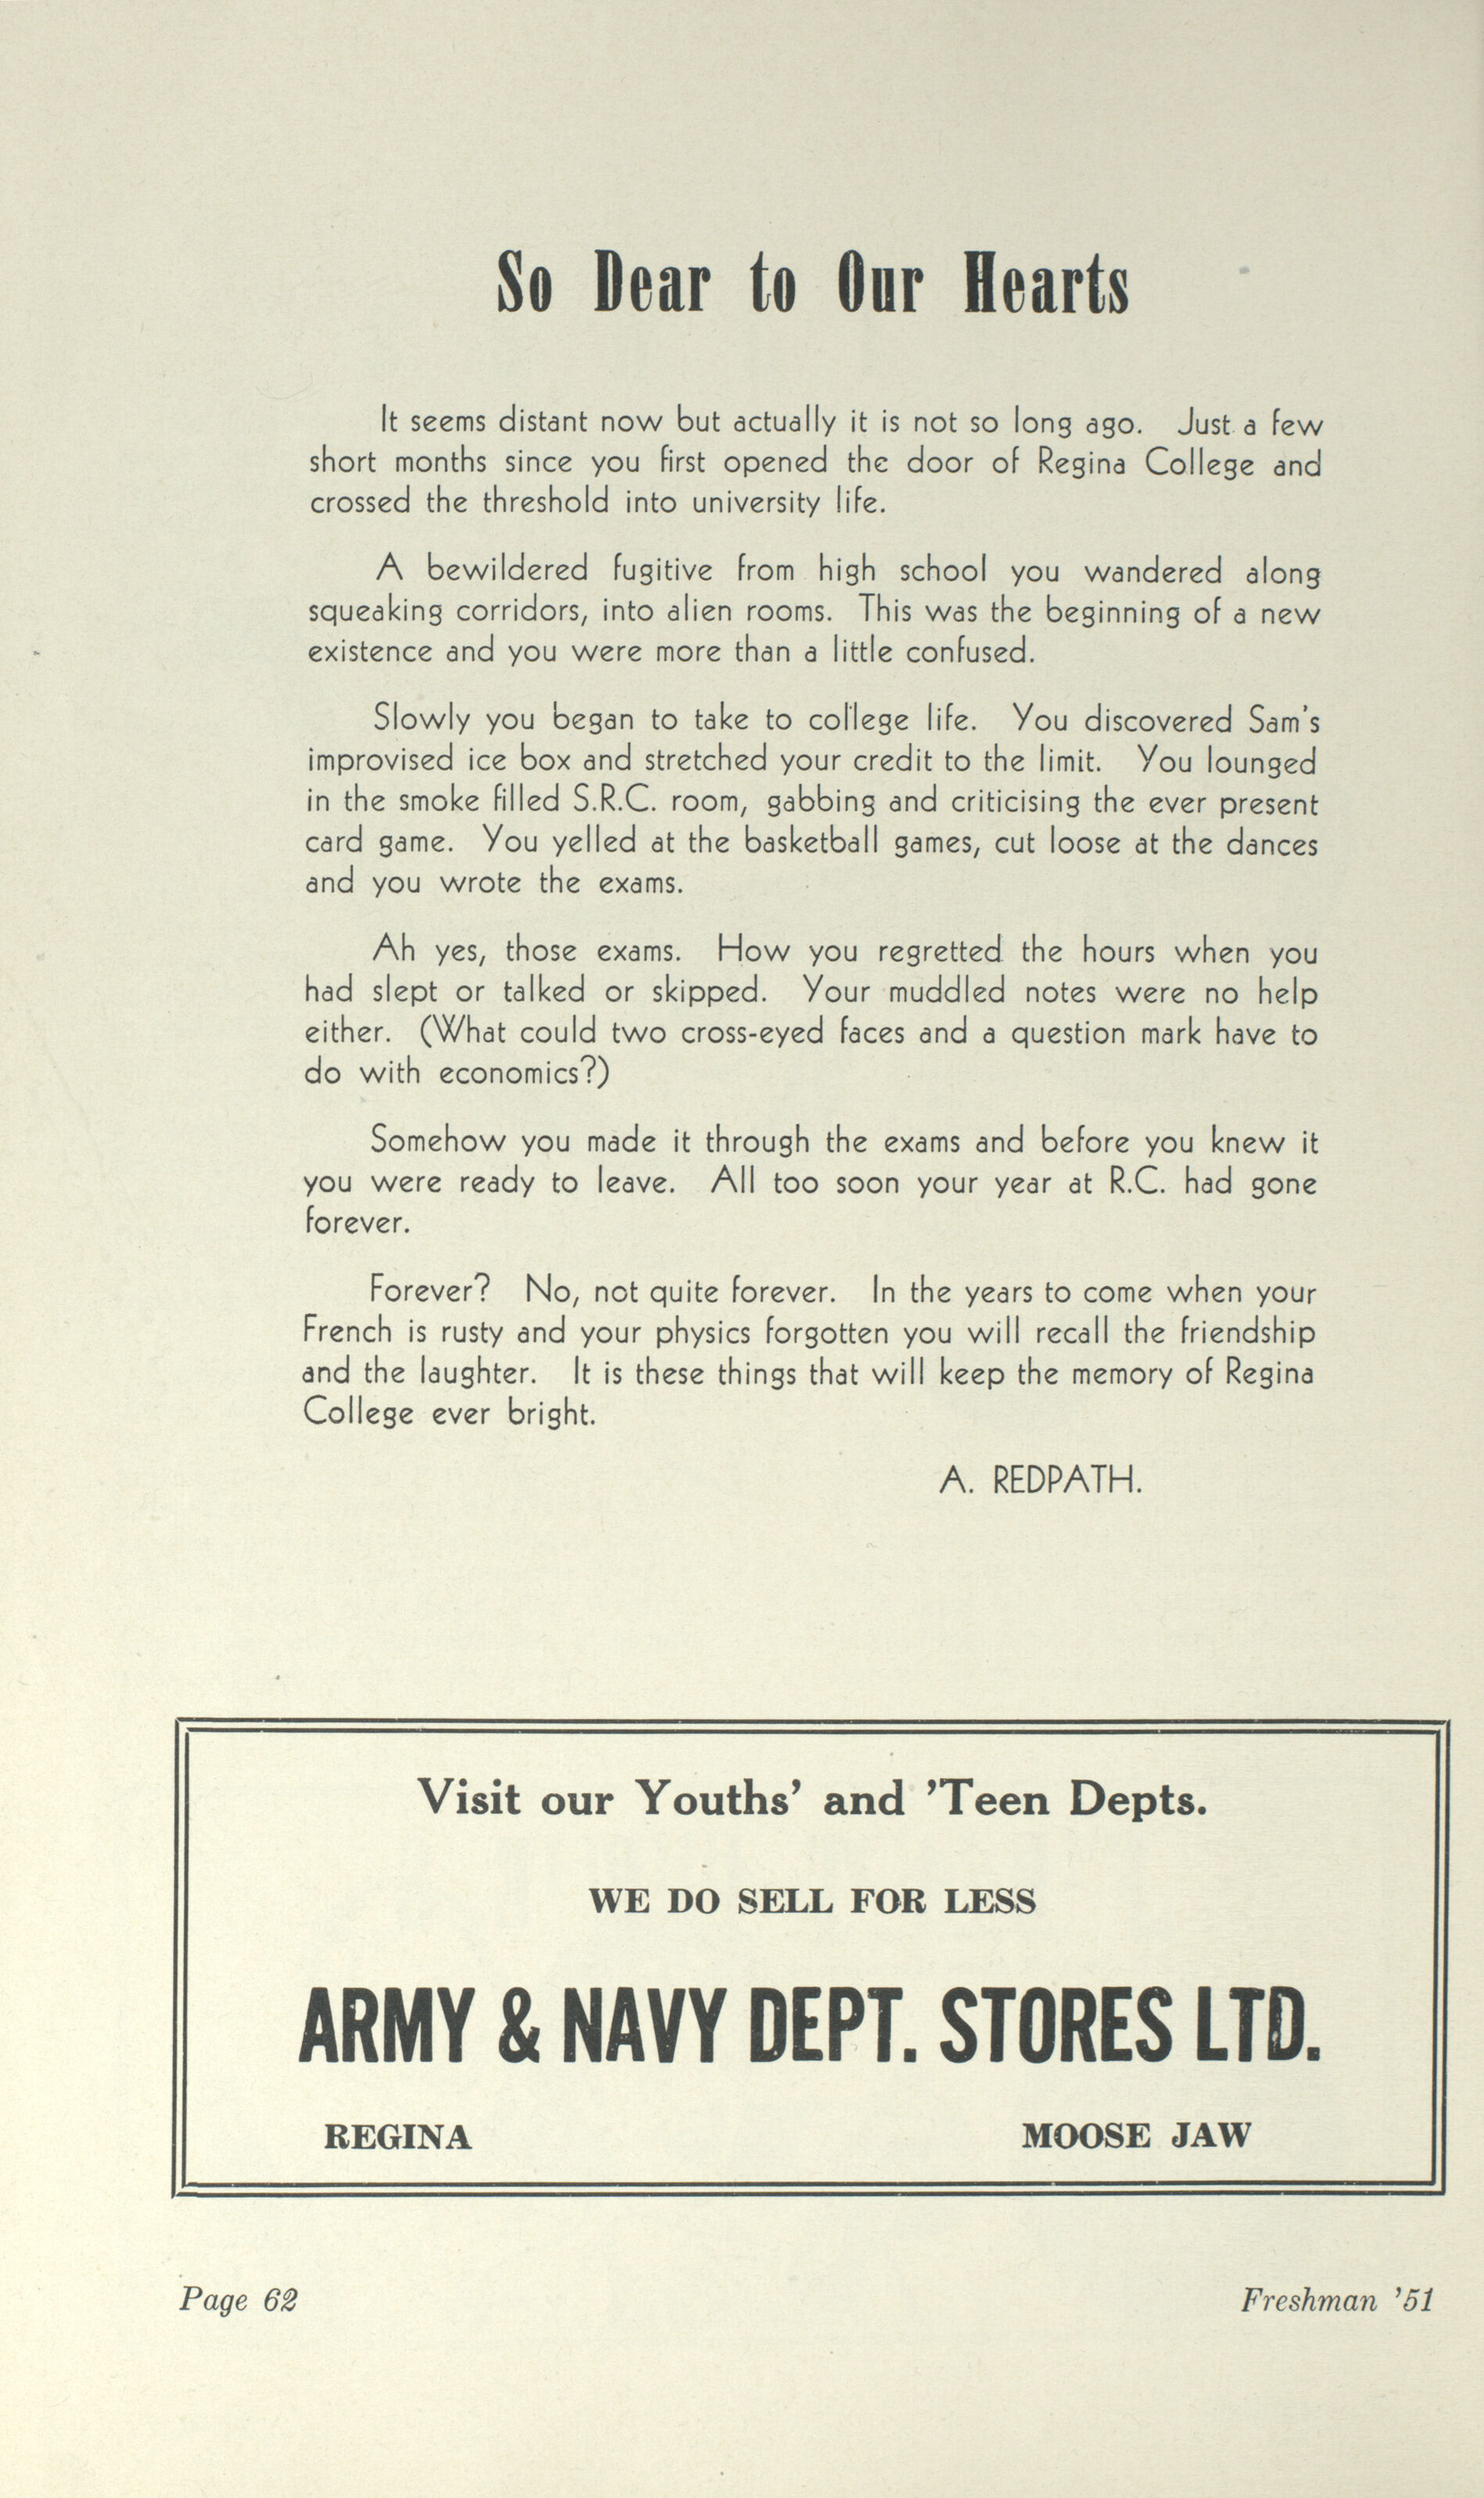 So Dear to Our Hearts
It seems distant now but actually it is not so long ago. Just a few
short months since you first opened the door of Regina College and
crossed the threshold into university life.
A bewildered fugitive from high school you wandered along
squeaking corridors, into alien rooms. This was the beginning of a new
existence and you were more than a little confused.
Slowly you began to take to college life. You discovered Sam's
improvised ice box and stretched your credit to the limit. You lounged
in the smoke filled S.R.C. room, gabbing and criticising the ever present
card game. You yelled at the basketball games, cut loose at the dances
and you wrote the exams.
Ah yes, those exams. How you regretted the hours when you
had slept or talked or skipped. Your muddled notes were no help
either. (What could two cross-eyed faces and a question mark have to
do with economics?)
Somehow you made it through the exams and before you knew it
you were ready to leave. All too soon your year at R.C. had gone
forever.
Forever? No, not quite forever. In the years to come when your
French is rusty and your physics forgotten you will recall the friendship
and the laughter. It is these things that will keep the memory of Regina
College ever bright.
A. REDPATH.
Visit our Youths' and 'Teen Depts.
WE DO SELL FOR LESS
ARMY & NAVY DEPT. STORES LTD.
REGINA MOOSE JAW
Page 62 Freshman '51